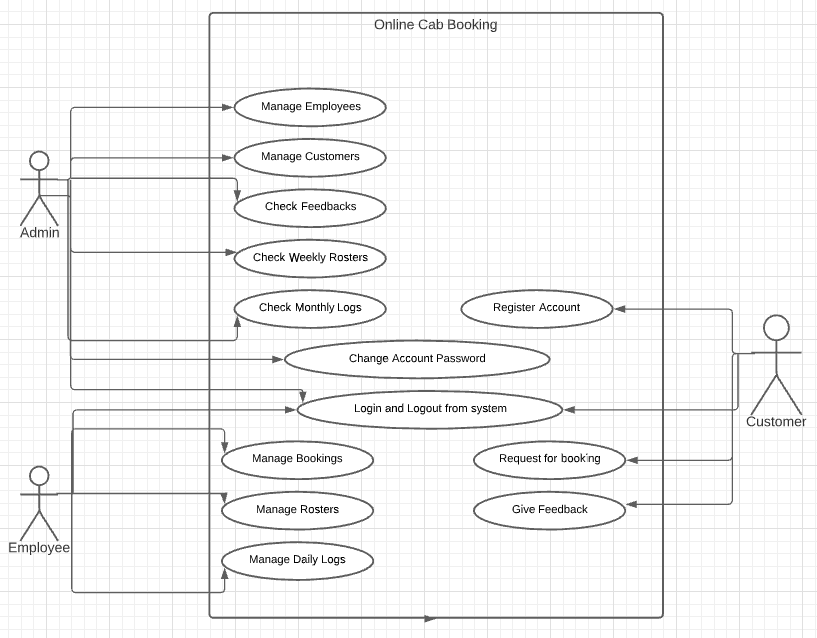 Online Cab Booking
Manage Employees
Manage Customers
Check Feedbacks
Admin
Check Weekly Rosters
Check Monthly Logs
Register Account
Change Account Password
Login and Logout from system
Customer
Manage Bookings
Request for booking
Manage Rosters
Give Feedback
Employee
Manage Daily Logs